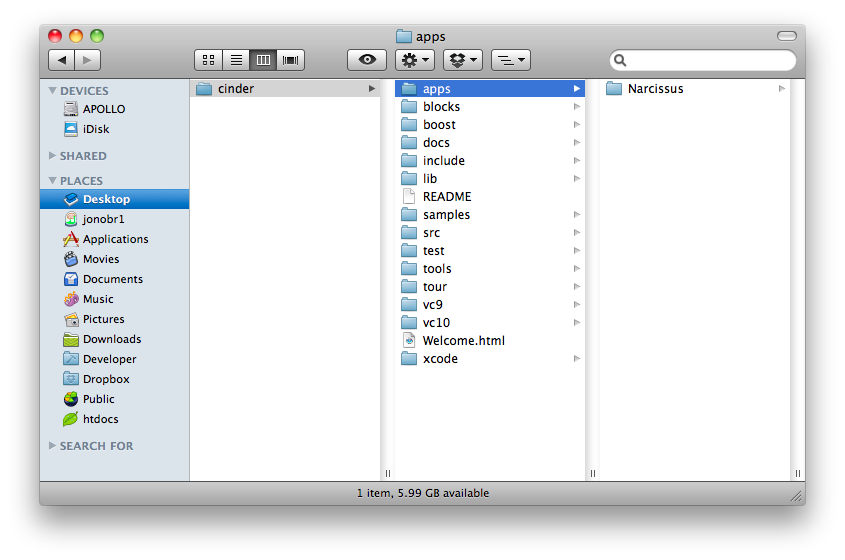 apps
DEVICES
APOLLO
iDisk
SHARED
PLACES
Desktop
jonobr1
Applications
Movies
Documents
Music
Pictures
Downloads
Developer
Dropbox
Public
htdocs
SEARCH FOR
cinder
apps
blocks
boost
docs
include
lib
README
samples
src
test
tools
tour
vc9
vc10
Welcome.html
xcode
Narcissus
1 item, 5.99 GB available